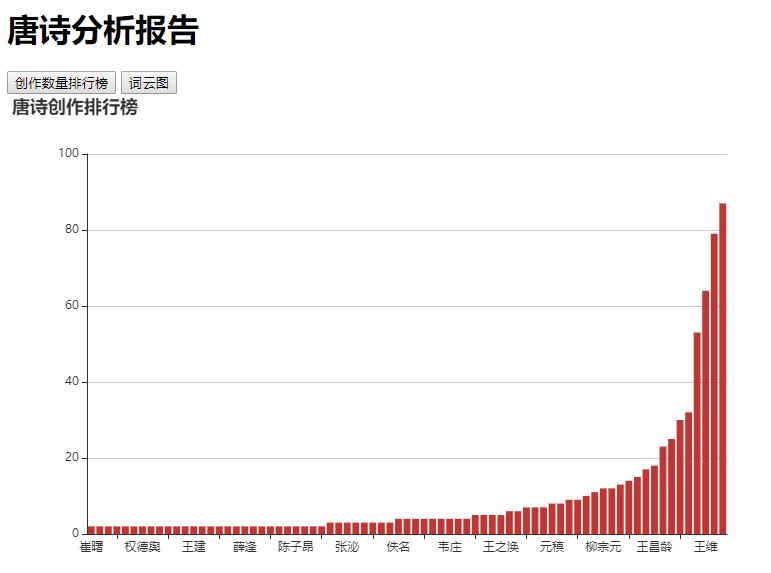 唐诗分析报告
创作数量排行榜 词云图
唐诗创作排行榜
100
80
60
40
20
0
崔曙 权德舆 王建 薛逢 陈子昂 张泌 佚名 韦庄 王之涣 元稹 柳宗元 王昌龄 王维